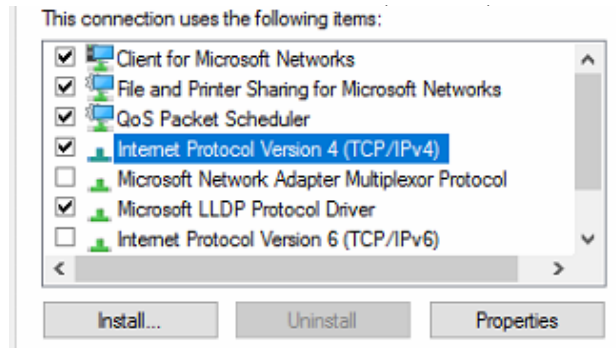 This connection uses the following items:
Client for Microsoft Networks
File and Printer Sharing for Microsoft Networks
QoS Packet Scheduler
Internet Protocol Version 4 (TCP/IPv4)
Microsoft Network Adapter Multiplexor Protocol
Microsoft LLDP Protocol Driver
Internet Protocol Version 6 (TCP/IPv6)
Install... Uninstall Properties